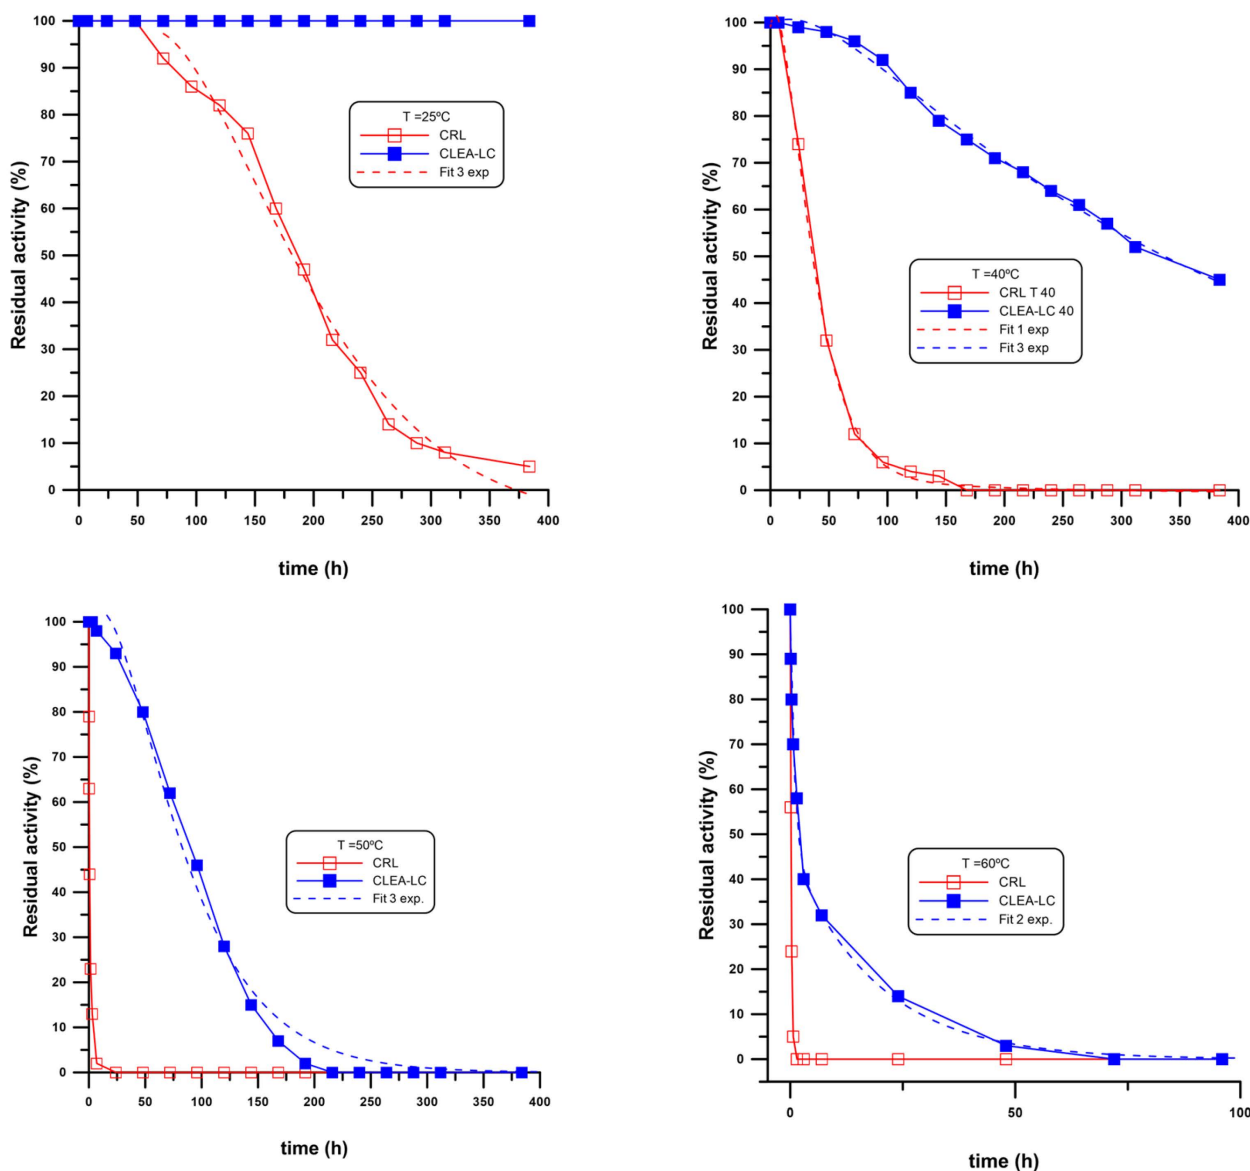 100
90
80
70
60
50
40
30
20
10
0
Residual activity (%)
T =25ºC
CRL
CLEA-LC
Fit 3 exp
0 50 100 150 200 250 300 350 400
time (h)
100
90
80
70
60
50
40
30
20
10
0
Residual activity (%)
T =40ºC
CRL T 40
CLEA-LC 40
Fit 1 exp
Fit 3 exp
0 50 100 150 200 250 300 350 400
time (h)
100
90
80
70
60
50
40
30
20
10
0
Residual activity (%)
T =50ºC
CRL
CLEA-LC
Fit 3 exp.
0 50 100 150 200 250 300 350 400
time (h)
100
90
80
70
60
50
40
30
20
10
0
Residual activity (%)
T =60ºC
CRL
CLEA-LC
Fit 2 exp.
0 50 100
time (h)